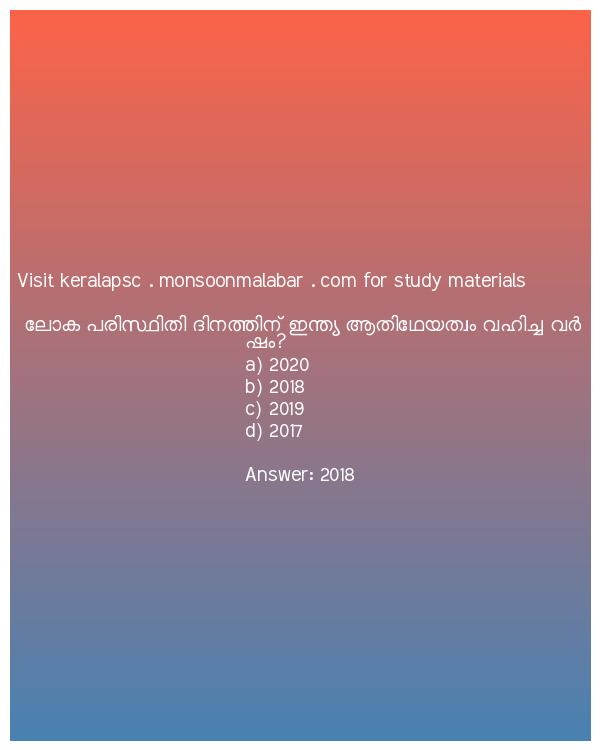 Visit keralapsc . monsoonmalabar . com for study materials
ലോക പരിസ്ഥിതി ദിനത്തിന് ഇന്ത്യ ആതിഥേയത്വം വഹിച്ച വർ
ഷം?
a) 2020
b) 2018
c) 2019
d) 2017
Answer: 2018